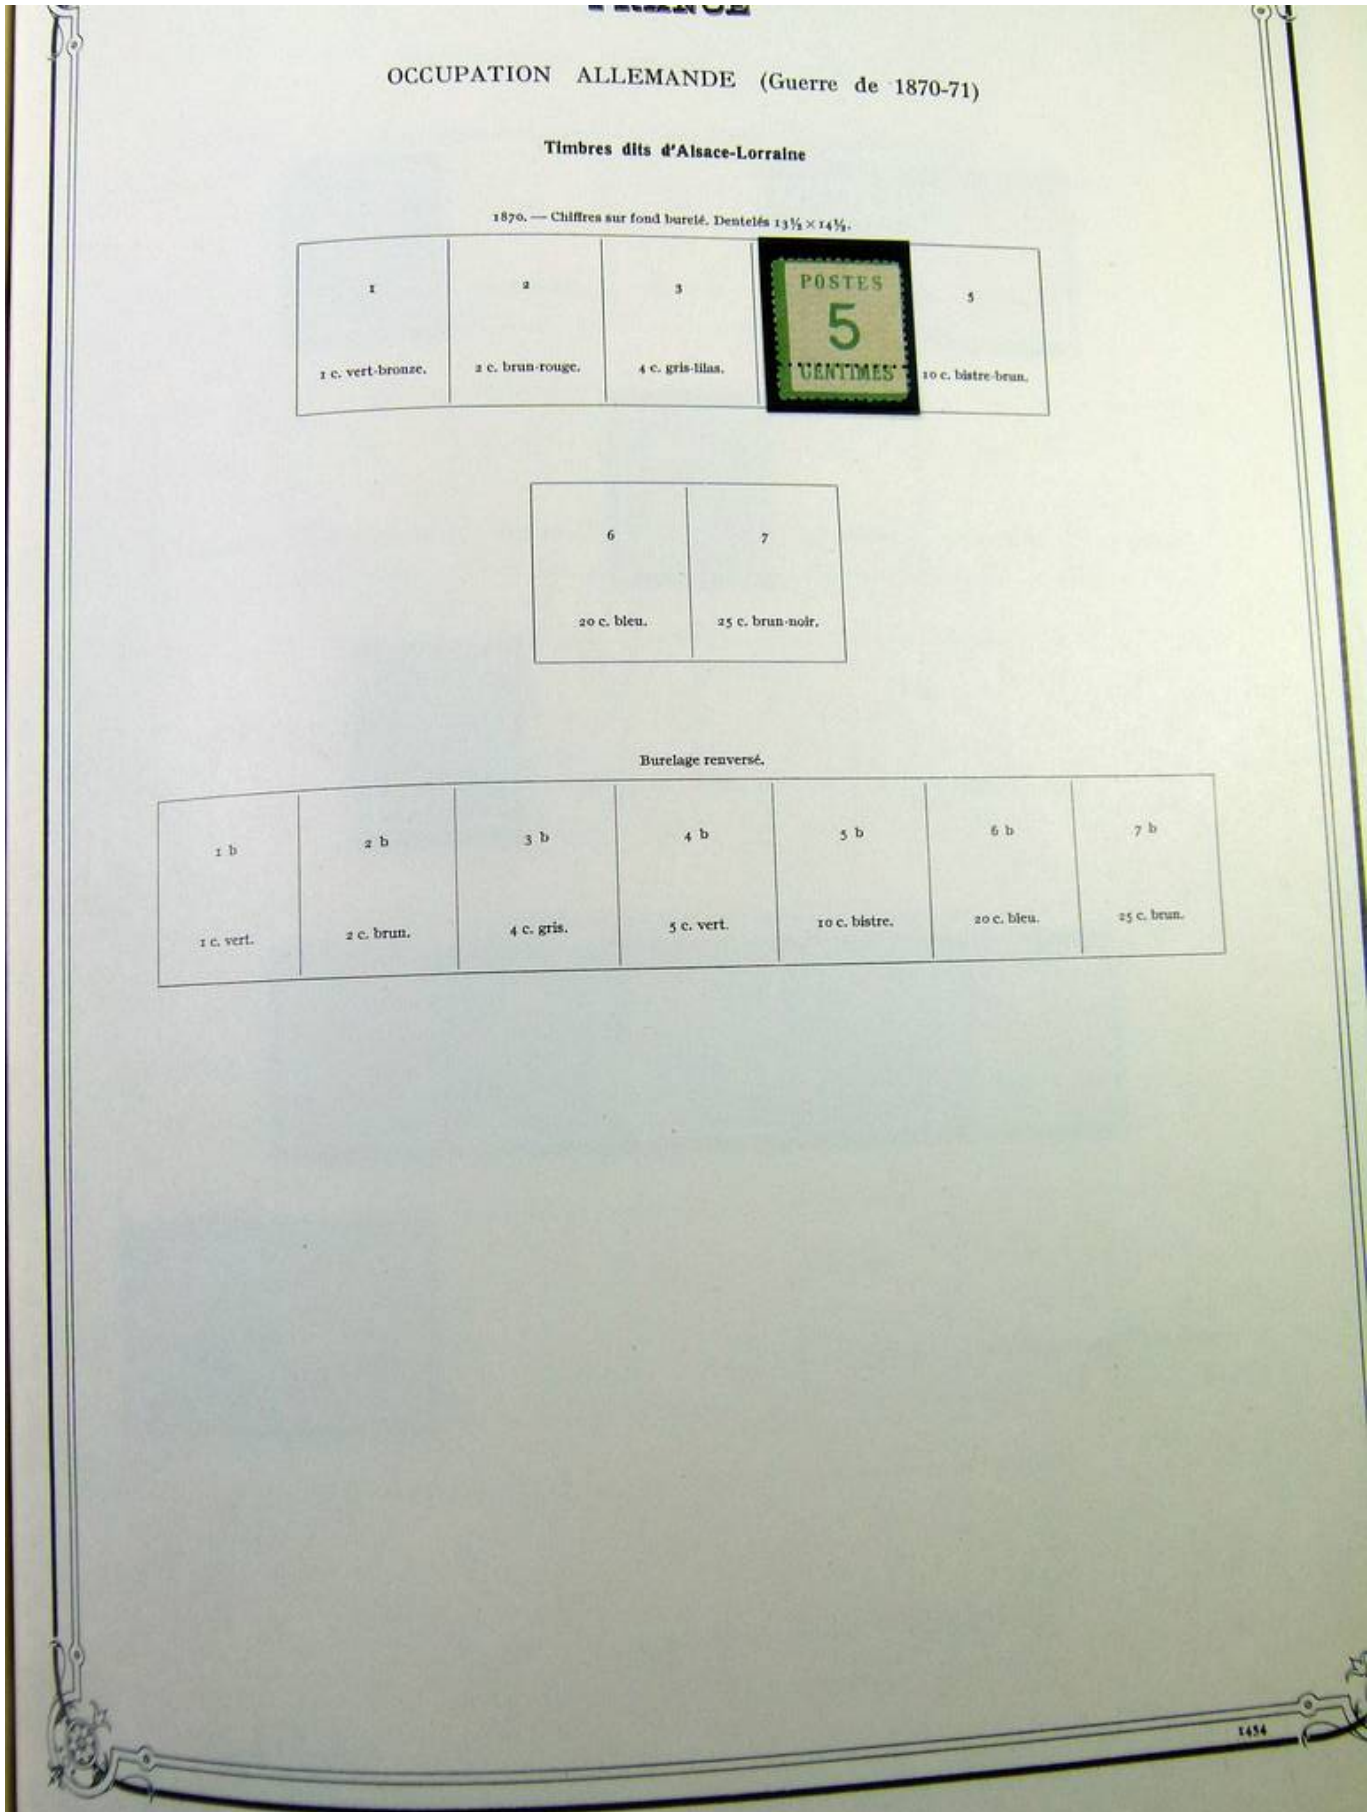 FRANCE
OCCUPATION ALLEMANDE (Guerre de 1870-71)
Timbres dits d'Alsace-Lorraine
1870. — Chiffres sur fond burelé. Dentelés 13½ × 14½.
1
1 c. vert-bronze.
2
2 c. brun-rouge.
3
4 c. gris-lilas.
POSTES
5
CENTIMES
5
10 c. bistre-brun.
6
20 c. bleu.
7
25 c. brun-noir.
Burelage renversé.
1 b
1 c. vert.
2 b
2 c. brun.
3 b
4 c. gris.
4 b
5 c. vert.
5 b
10 c. bistre.
6 b
20 c. bleu.
7 b
25 c. brun.
1454